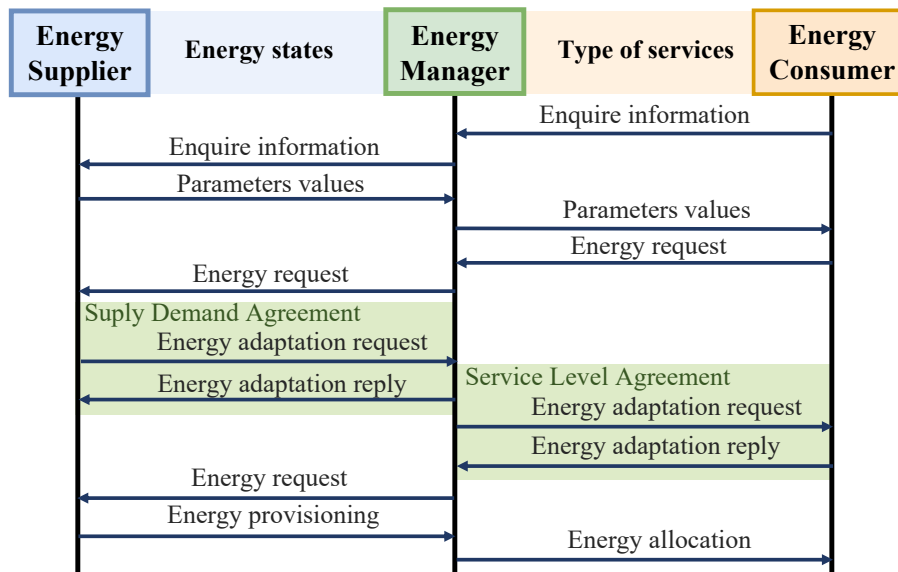 Energy
Supplier
Energy states
Energy
Manager
Type of services
Energy
Consumer
Enquire information
Enquire information
Parameters values
Parameters values
Energy request
Energy request
Suply Demand Agreement
Energy adaptation request
Energy adaptation reply
Service Level Agreement
Energy adaptation request
Energy adaptation reply
Energy request
Energy provisioning
Energy allocation